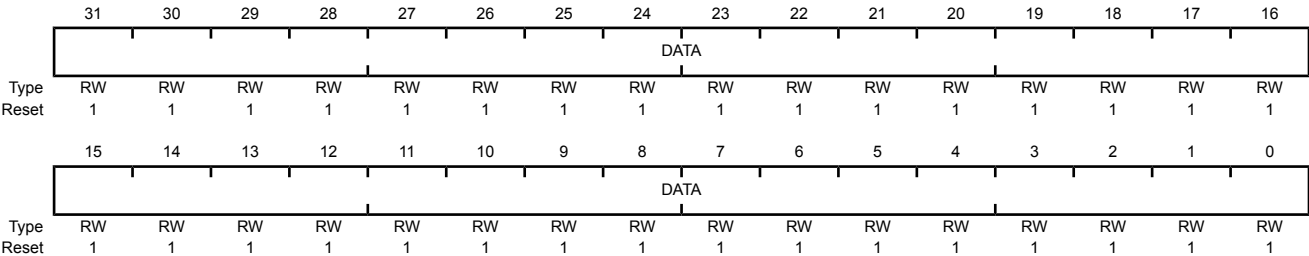 31 30 29 28 27 26 25 24 23 22 21 20 19 18 17 16
DATA
Type RW RW RW RW RW RW RW RW RW RW RW RW RW RW RW RW
Reset 1 1 1 1 1 1 1 1 1 1 1 1 1 1 1 1
15 14 13 12 11 10 9 8 7 6 5 4 3 2 1 0
DATA
Type RW RW RW RW RW RW RW RW RW RW RW RW RW RW RW RW
Reset 1 1 1 1 1 1 1 1 1 1 1 1 1 1 1 1